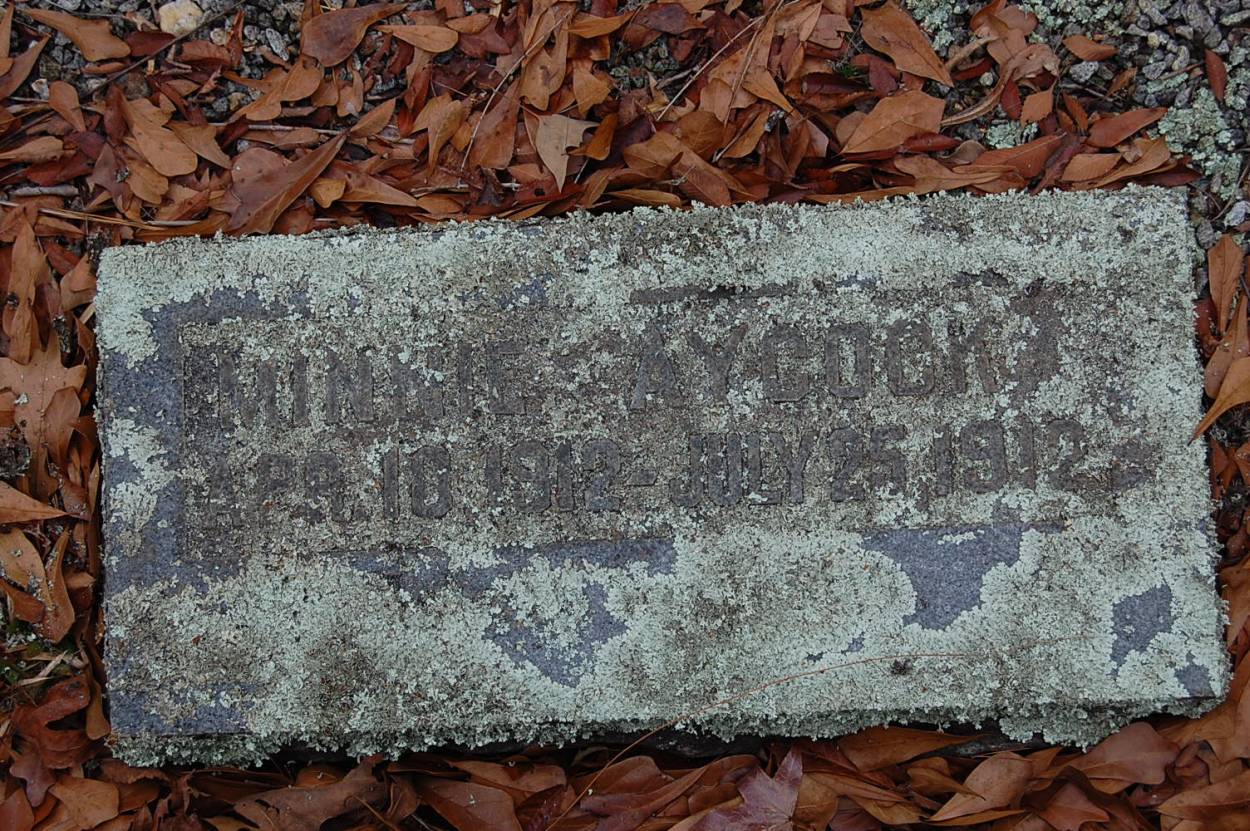 MINNIE AYCOCK
APR. 10 1912 - JULY 25, 1912